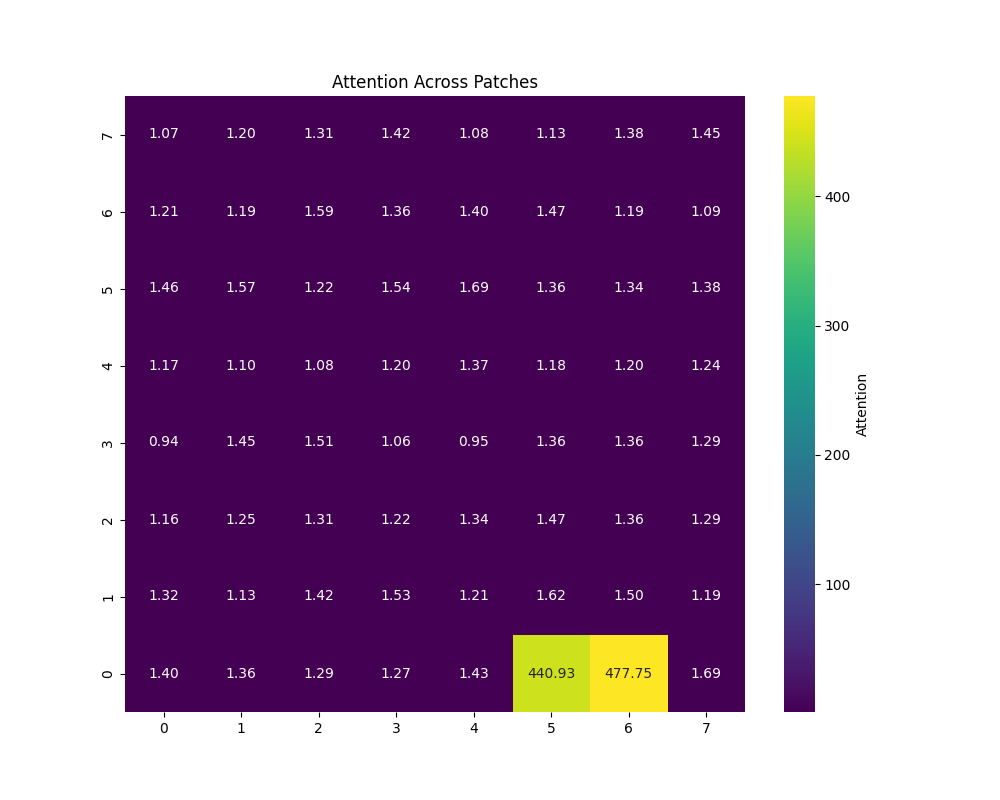 Attention Across Patches
7 1.07 1.20 1.31 1.42 1.08 1.13 1.38 1.45
6 1.21 1.19 1.59 1.36 1.40 1.47 1.19 1.09
5 1.46 1.57 1.22 1.54 1.69 1.36 1.34 1.38
4 1.17 1.10 1.08 1.20 1.37 1.18 1.20 1.24
3 0.94 1.45 1.51 1.06 0.95 1.36 1.36 1.29
2 1.16 1.25 1.31 1.22 1.34 1.47 1.36 1.29
1 1.32 1.13 1.42 1.53 1.21 1.62 1.50 1.19
0 1.40 1.36 1.29 1.27 1.43 440.93 477.75 1.69
0 1 2 3 4 5 6 7
400
300
200
100
Attention